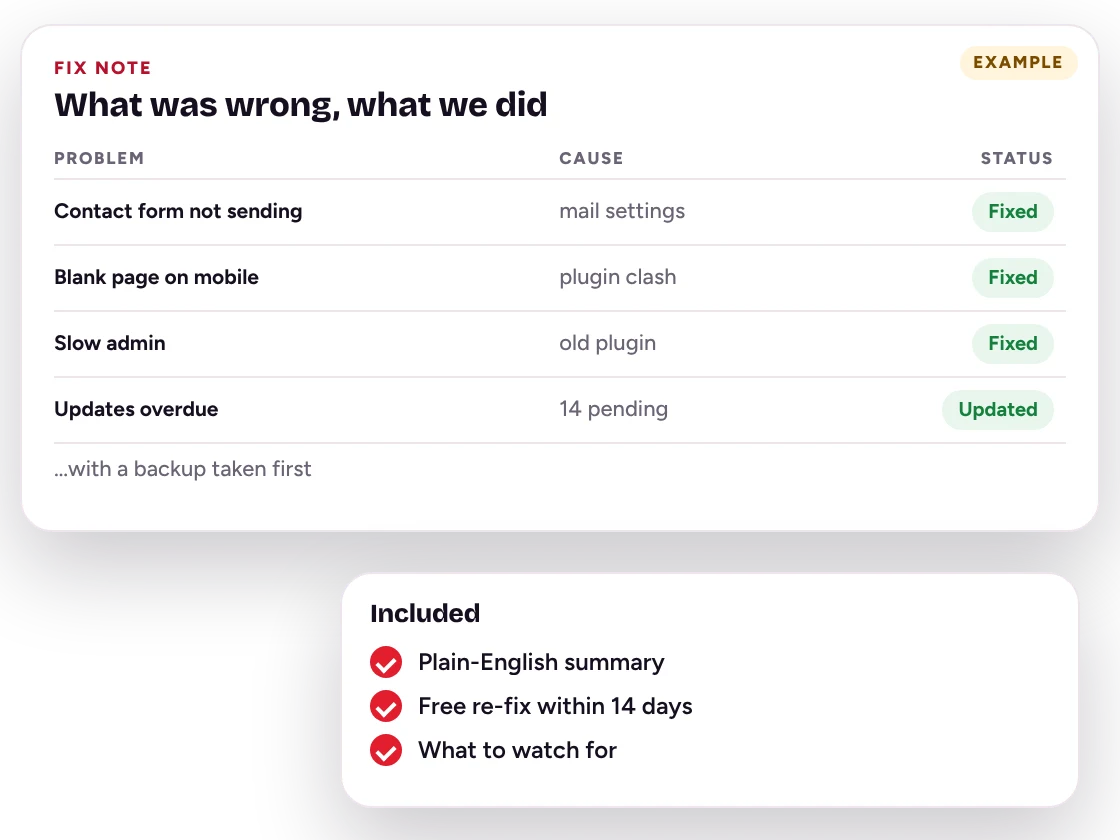 FIX NOTE
EXAMPLE
What was wrong, what we did
PROBLEM CAUSE STATUS
Contact form not sending mail settings Fixed
Blank page on mobile plugin clash Fixed
Slow admin old plugin Fixed
Updates overdue 14 pending Updated
...with a backup taken first
Included
Plain-English summary
Free re-fix within 14 days
What to watch for